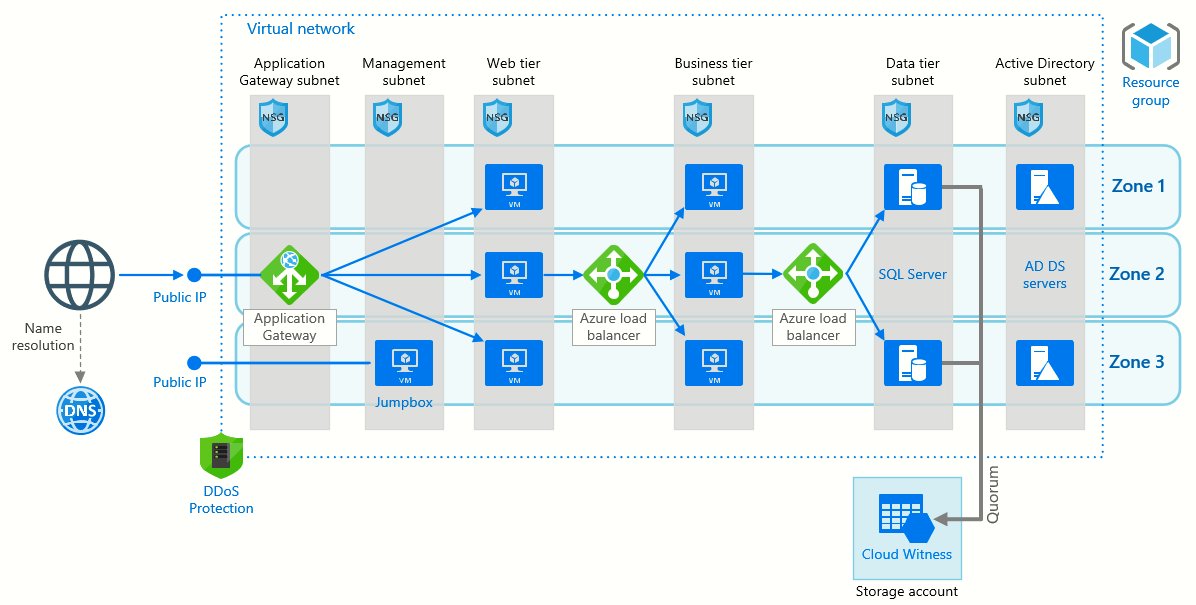 Virtual network
Application
Gateway subnet
Management
subnet
Web tier
subnet
Business tier
subnet
Data tier
subnet
Active Directory
subnet
Resource
group
NSG
NSG
NSG
NSG
NSG
NSG
VM
VM
Zone 1
Public IP
VM
VM
SQL Server
AD DS
servers
Zone 2
Application
Gateway
Azure load
balancer
Azure load
balancer
Name
resolution
Public IP
VM
Jumpbox
VM
VM
Zone 3
DNS
DDoS
Protection
Quorum
Cloud Witness
Storage account